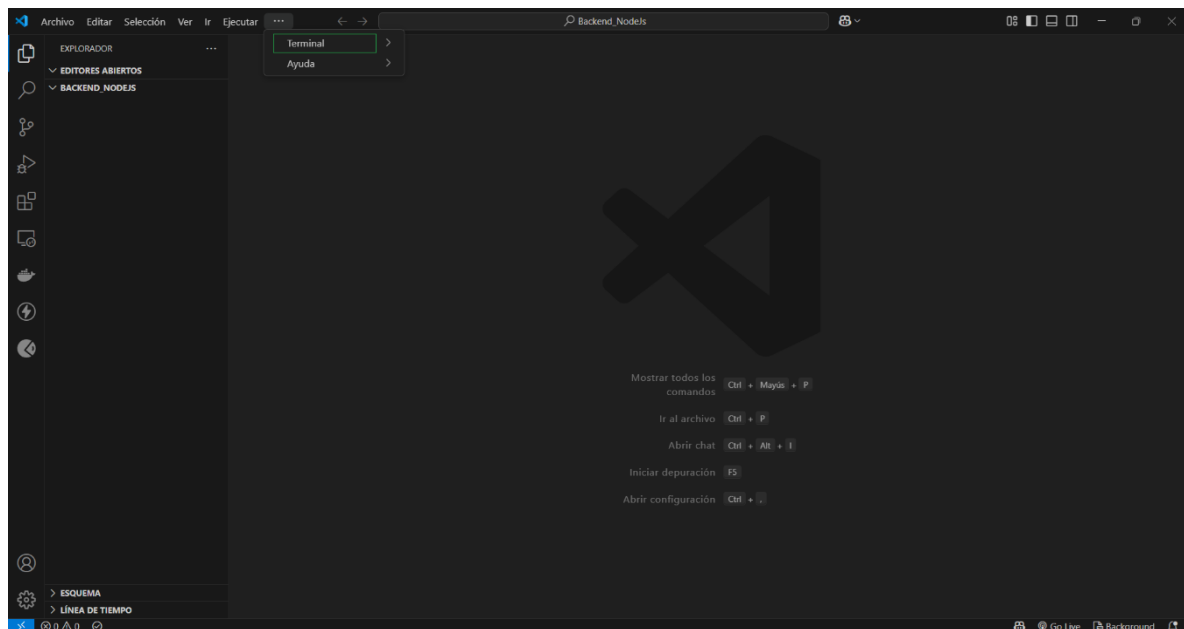 Archivo Editar Selección Ver Ir Ejecutar ··· ← → Backend_NodeJs
EXPLORADOR ···
EDITORES ABIERTOS
BACKEND_NODEJS
Terminal
Ayuda
Mostrar todos los
comandos Ctrl + Mayús + P
Ir al archivo Ctrl + P
Abrir chat Ctrl + Alt + I
Iniciar depuración F5
Abrir configuración Ctrl + .
ESQUEMA
LÍNEA DE TIEMPO
0 0 Go Live Background